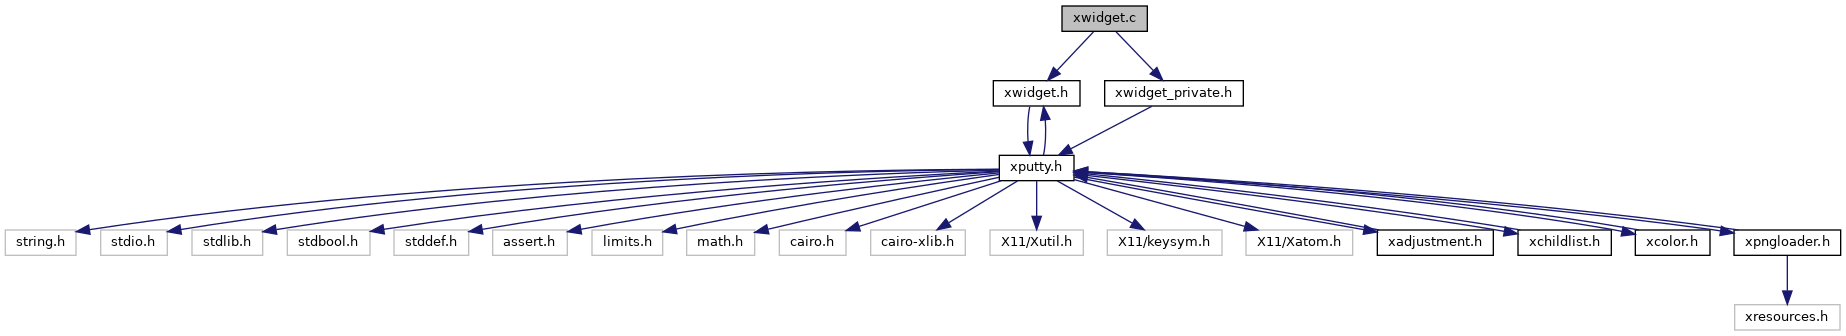 xwidget.c
xwidget.h
xwidget_private.h
xputty.h
string.h
stdio.h
stdlib.h
stdbool.h
stddef.h
assert.h
limits.h
math.h
cairo.h
cairo-xlib.h
X11/Xutil.h
X11/keysym.h
X11/Xatom.h
xadjustment.h
xchildlist.h
xcolor.h
xpngloader.h
xresources.h